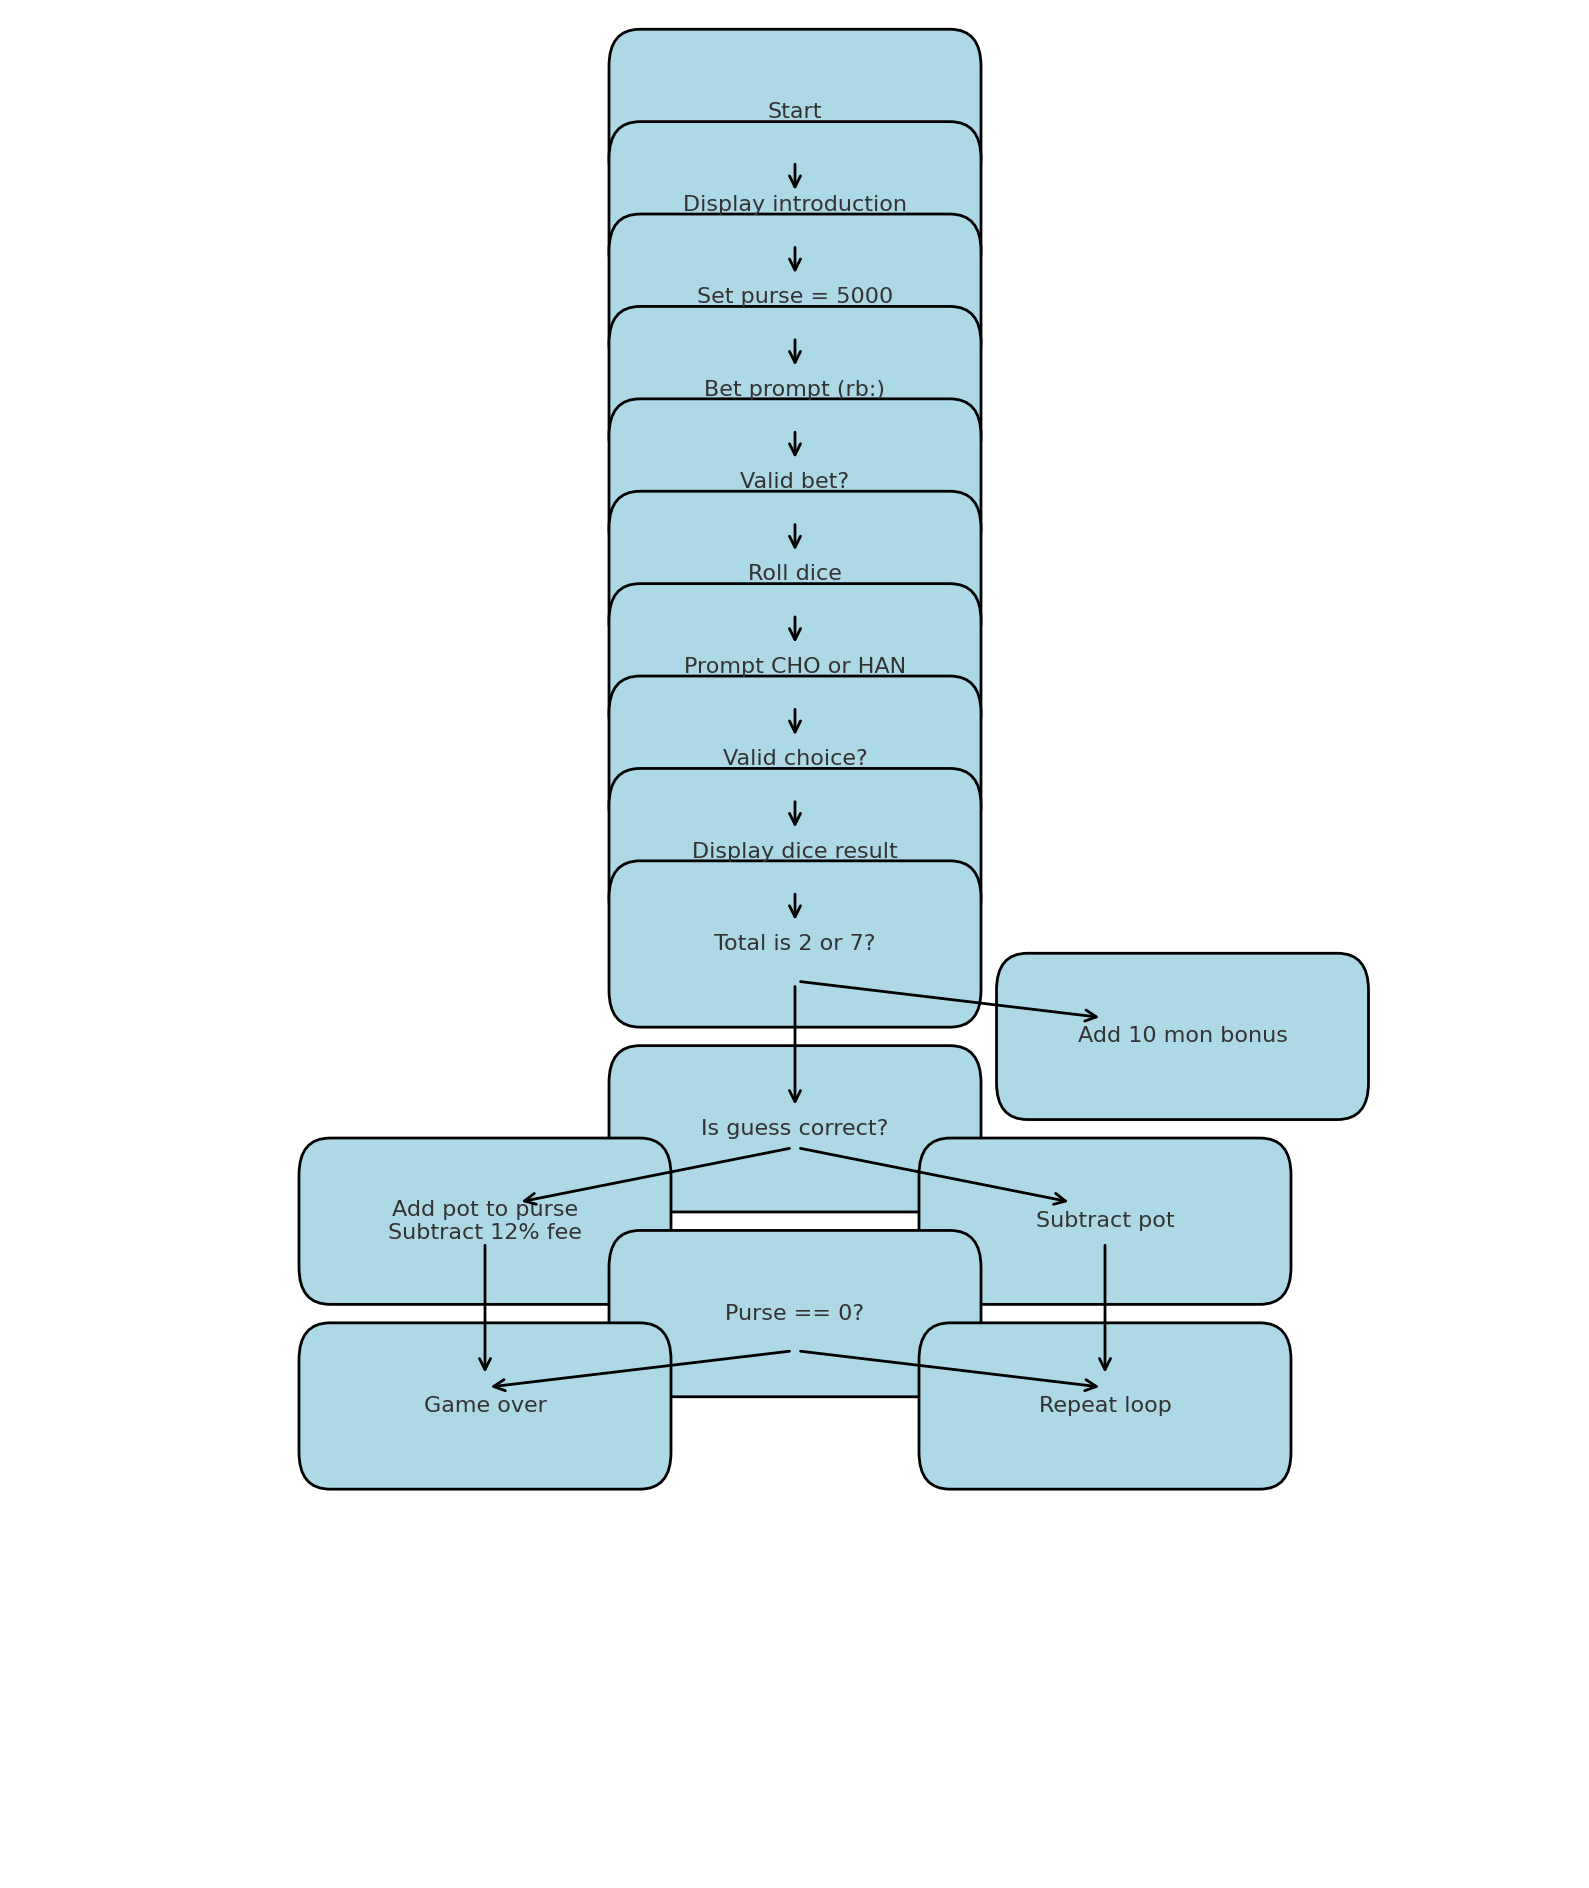 Start
Display introduction
Set purse = 5000
Bet prompt (rb:)
Valid bet?
Roll dice
Prompt CHO or HAN
Valid choice?
Display dice result
Total is 2 or 7?
Add 10 mon bonus
Is guess correct?
Add pot to purse
Subtract 12% fee
Subtract pot
Purse == 0?
Game over
Repeat loop